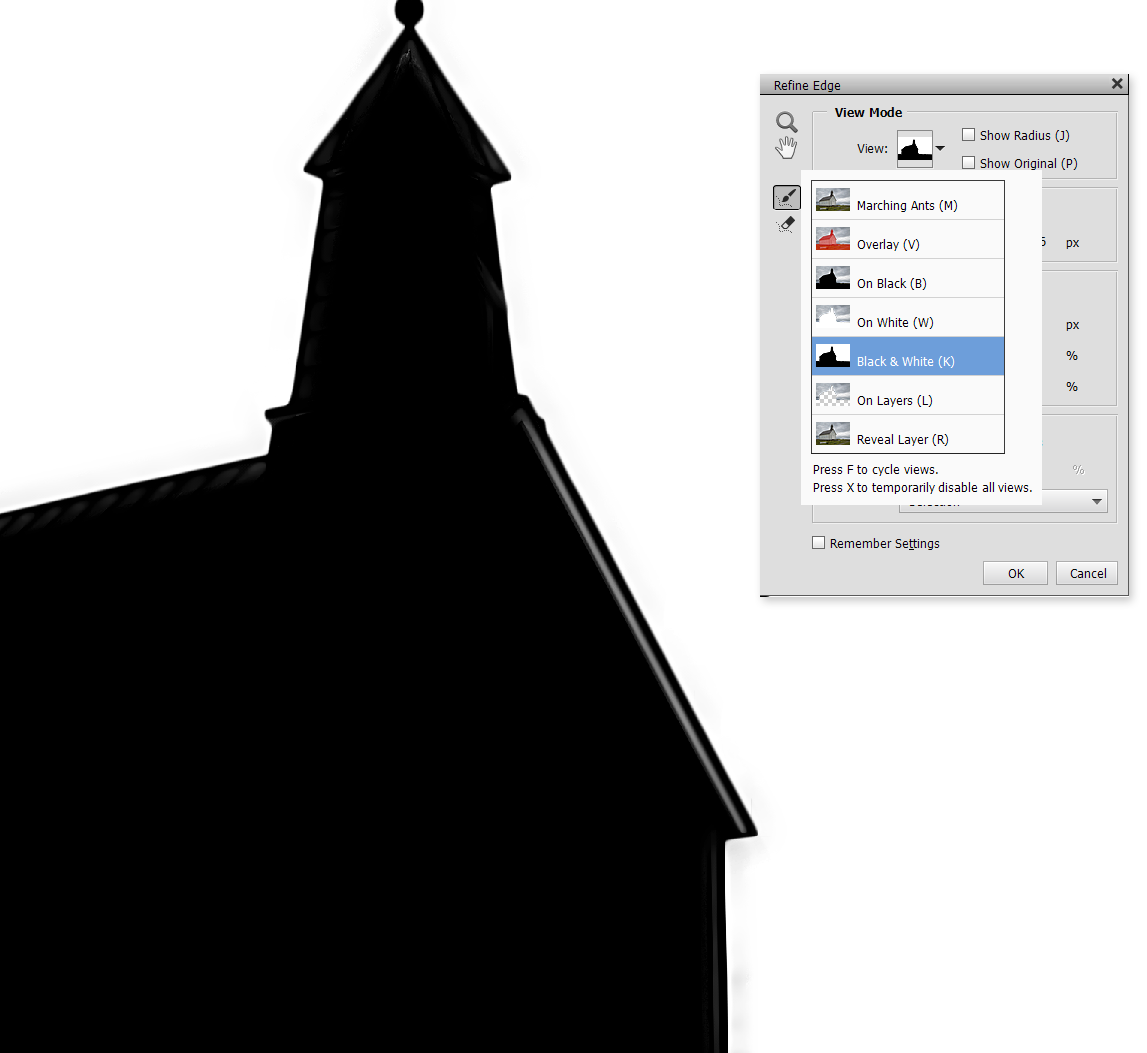 Refine Edge
View Mode
View:
Show Radius (J)
Show Original (P)
Marching Ants (M)
Overlay (V)
px
On Black (B)
On White (W)
px
Black & White (K)
%
%
On Layers (L)
Reveal Layer (R)
Press F to cycle views.
%
Press X to temporarily disable all views.
Remember Settings
OK
Cancel